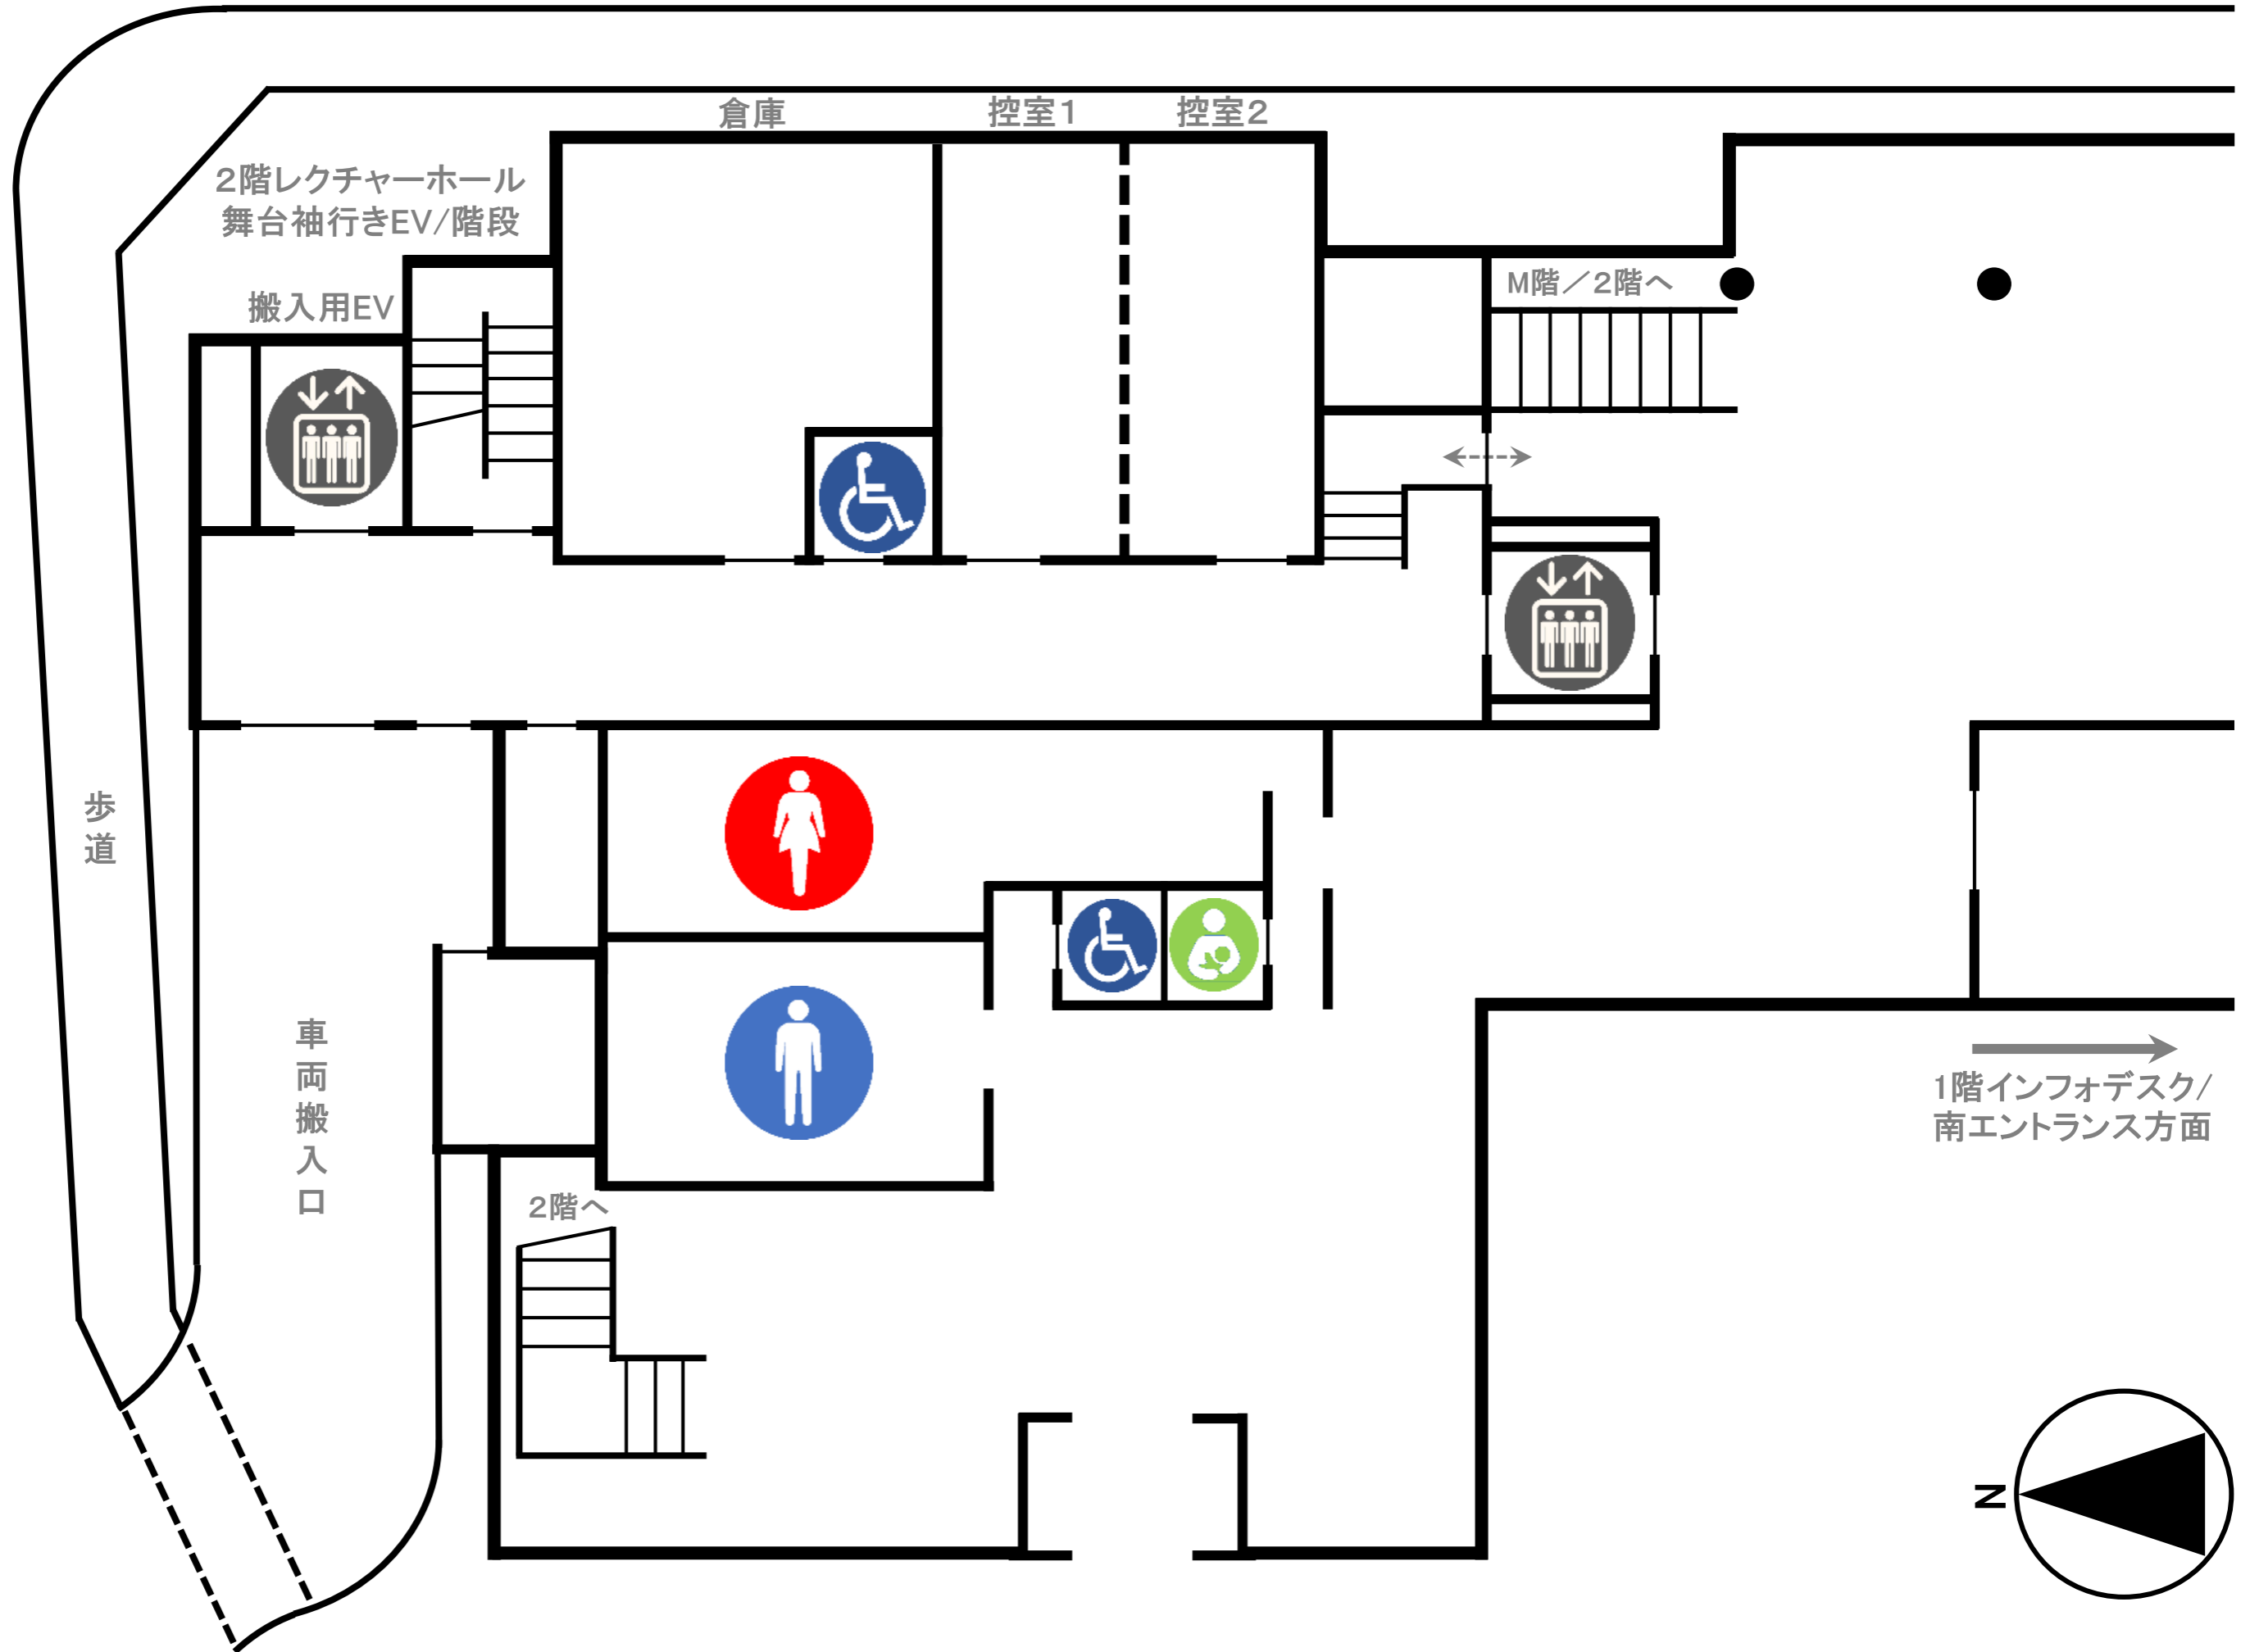 倉庫
控室1
控室2
2階レクチャーホール
舞台袖行きEV/階段
搬入用EV
M階／2階へ
歩道
車両搬入口
1階インフォデスク/
南エントランス方面
2階へ
N